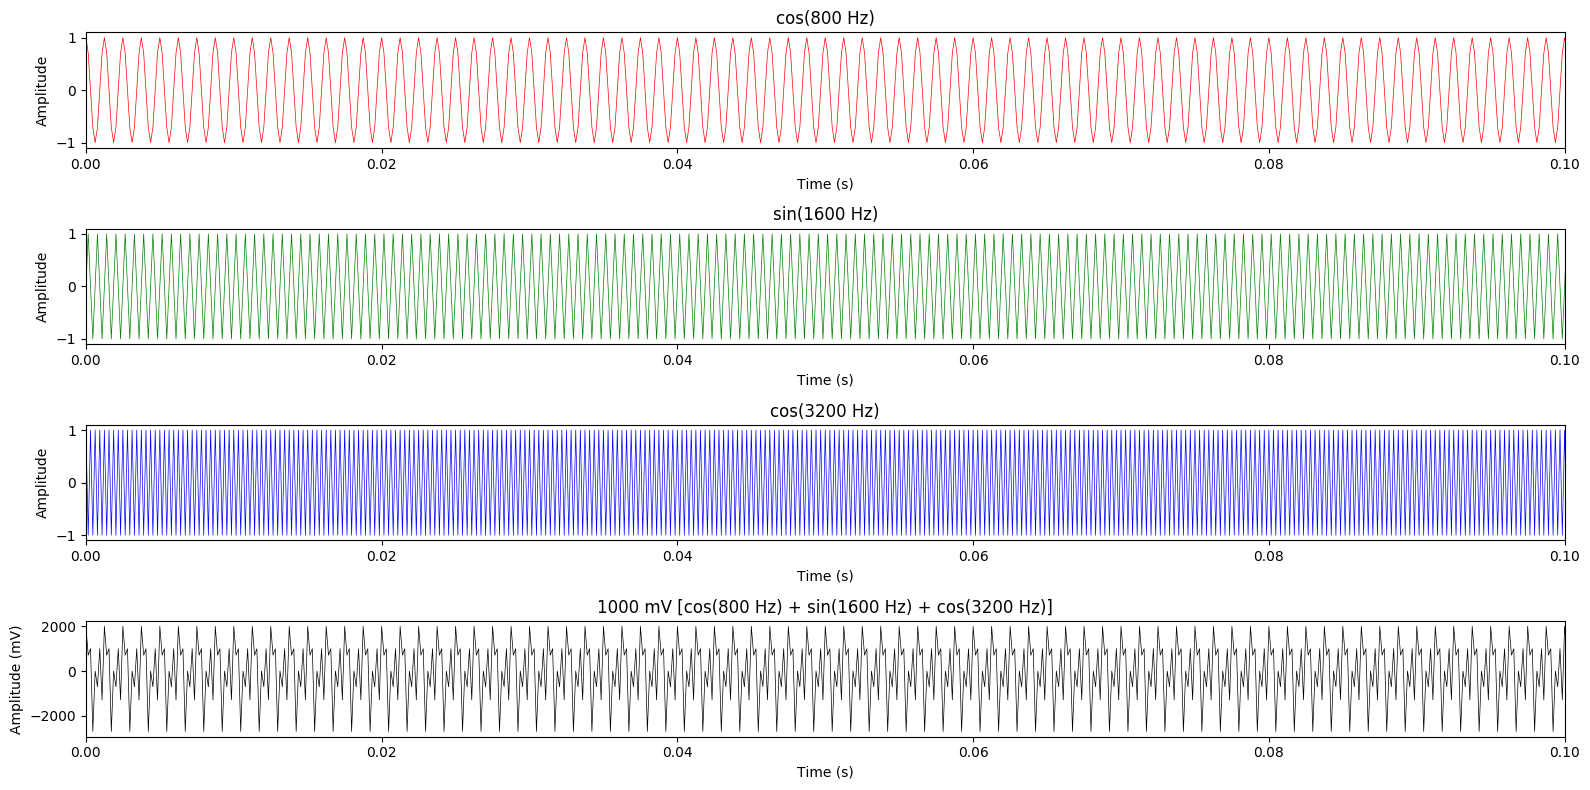 cos(800 Hz)
1
0
−1
Amplitude
0.00 0.02 0.04 0.06 0.08 0.10
Time (s)
sin(1600 Hz)
1
0
−1
Amplitude
0.00 0.02 0.04 0.06 0.08 0.10
Time (s)
cos(3200 Hz)
1
0
−1
Amplitude
0.00 0.02 0.04 0.06 0.08 0.10
Time (s)
1000 mV [cos(800 Hz) + sin(1600 Hz) + cos(3200 Hz)]
2000
0
−2000
Amplitude (mV)
0.00 0.02 0.04 0.06 0.08 0.10
Time (s)